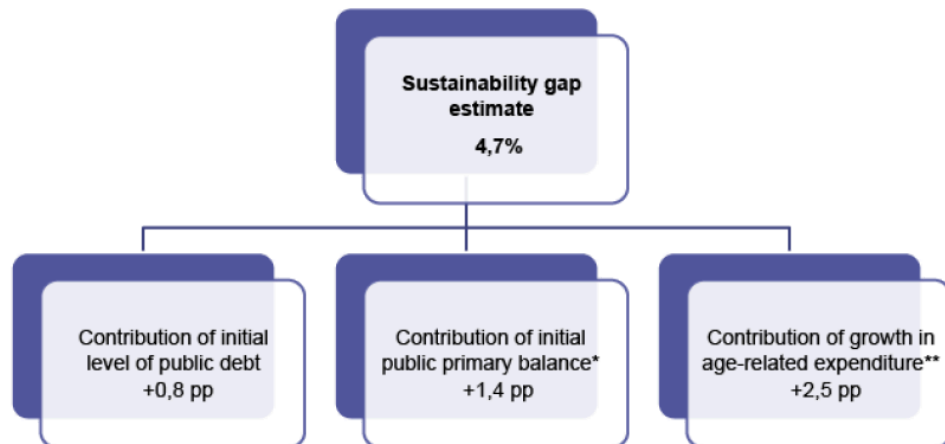 Sustainability gap
estimate
4,7%
Contribution of initial
level of public debt
+0,8 pp
Contribution of initial
public primary balance*
+1,4 pp
Contribution of growth in
age-related expenditure**
+2,5 pp